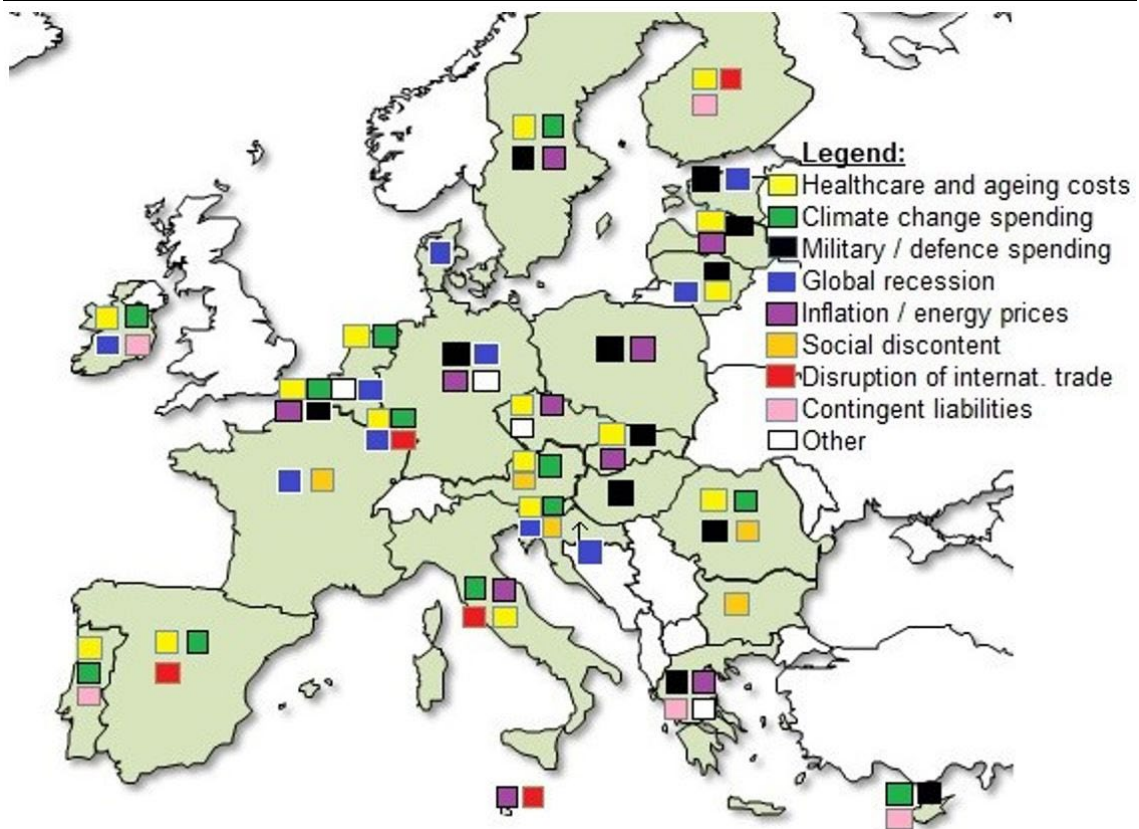 Legend:
Healthcare and ageing costs
Climate change spending
Military / defence spending
Global recession
Inflation / energy prices
Social discontent
Disruption of internat. trade
Contingent liabilities
Other